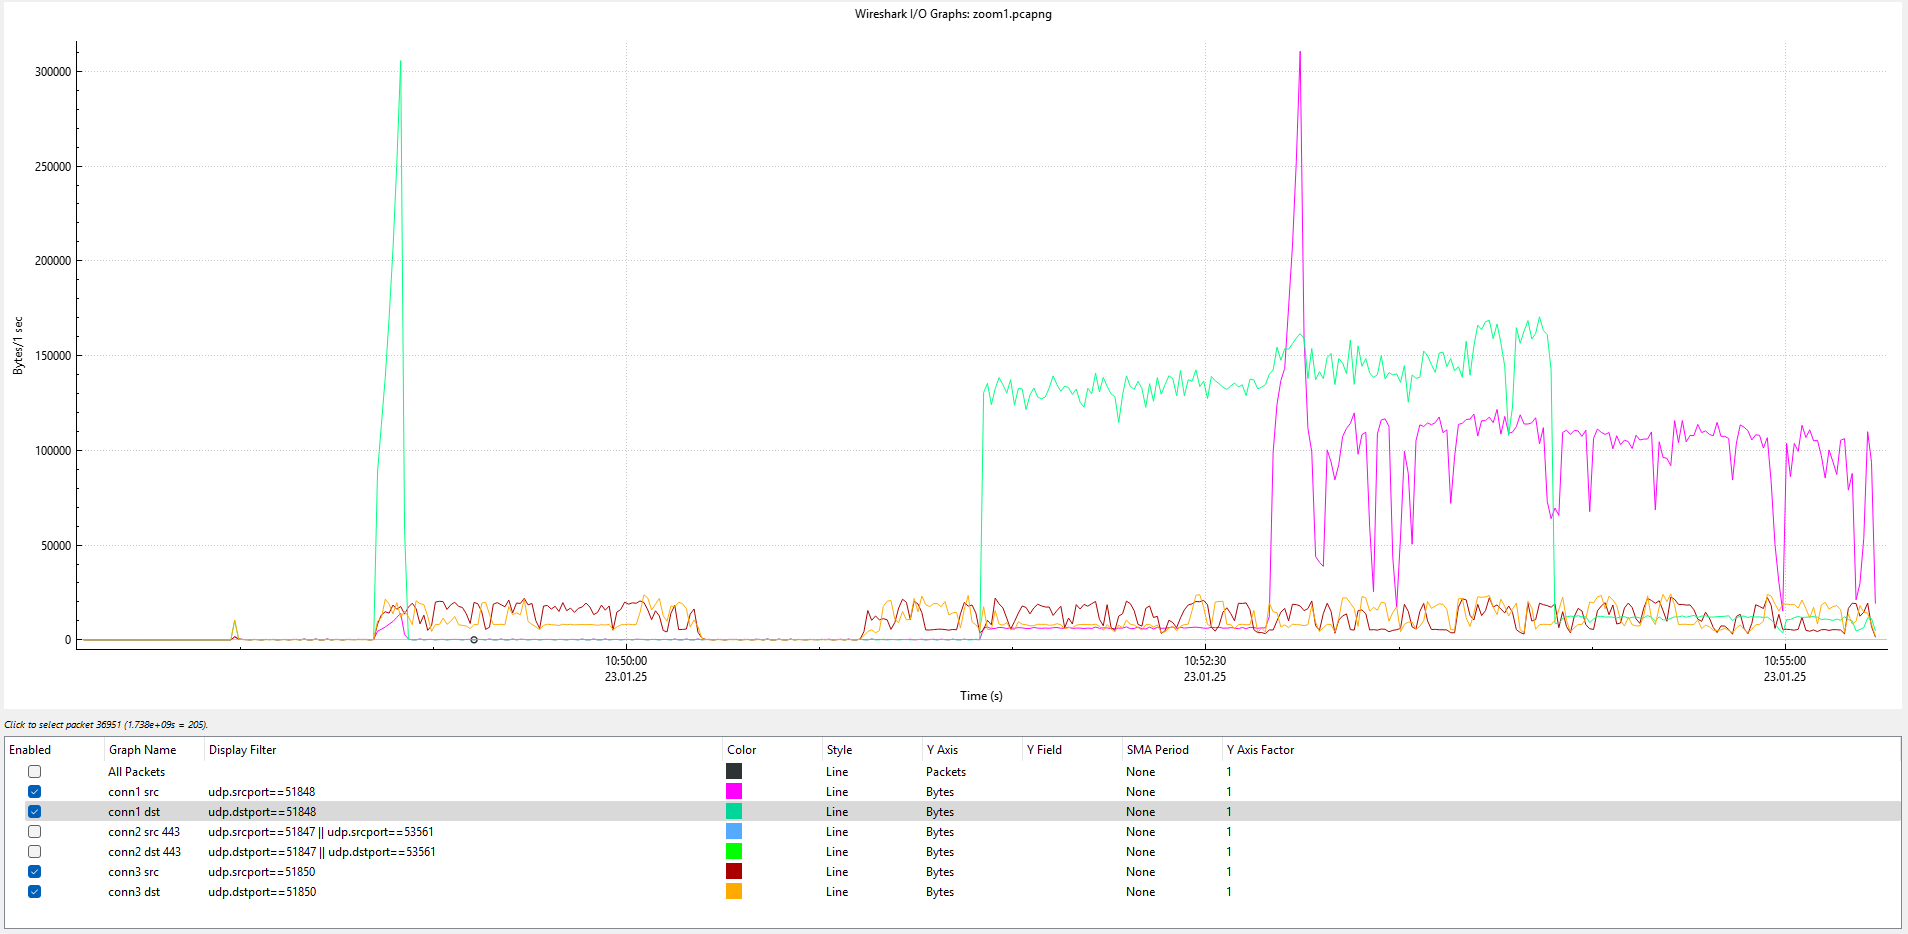 Wireshark I/O Graphs: zoom1.pcapng
300000
250000
200000
150000
100000
50000
0
Bytes/1 sec
10:50:00 10:52:30 10:55:00
23.01.25 23.01.25 23.01.25
Time (s)
Click to select packet 36951 (1.738e+09s = 205).
Enabled Graph Name Display Filter Color Style Y Axis Y Field SMA Period Y Axis Factor
All Packets Line Packets None 1
conn1 src udp.srcport==51848 Line Bytes None 1
conn1 dst udp.dstport==51848 Line Bytes None 1
conn2 src 443 udp.srcport==51847 || udp.srcport==53561 Line Bytes None 1
conn2 dst 443 udp.dstport==51847 || udp.dstport==53561 Line Bytes None 1
conn3 src udp.srcport==51850 Line Bytes None 1
conn3 dst udp.dstport==51850 Line Bytes None 1